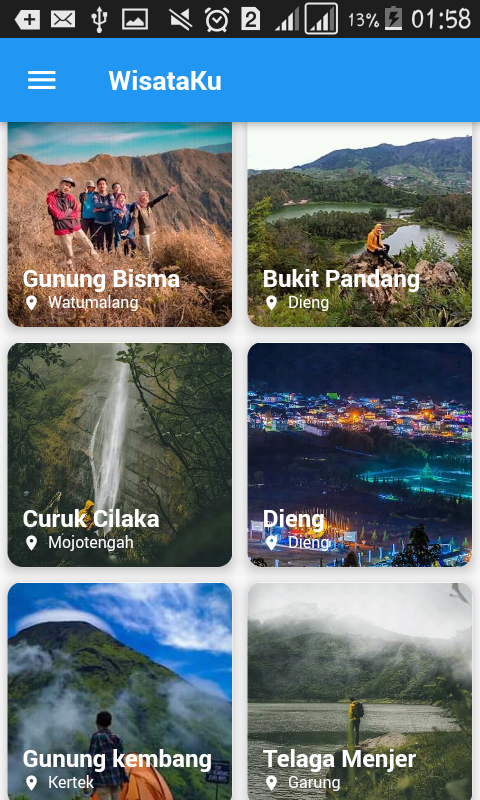 2 13% 01:58
WisataKu
Gunung Bisma
Watumalang
Bukit Pandang
Dieng
Curuk Cilaka
Mojotengah
Dieng
Dieng
Gunung kembang
Kertek
Telaga Menjer
Garung